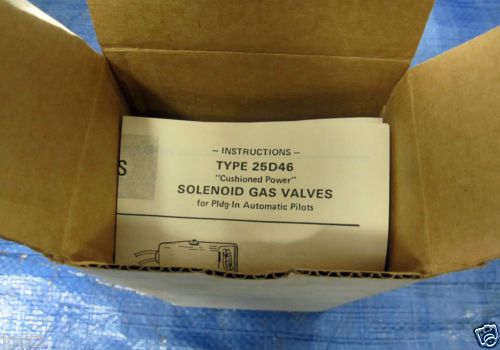 – INSTRUCTIONS –
TYPE 25D46
"Cushioned Power"
SOLENOID GAS VALVES
for Plug-In Automatic Pilots
S